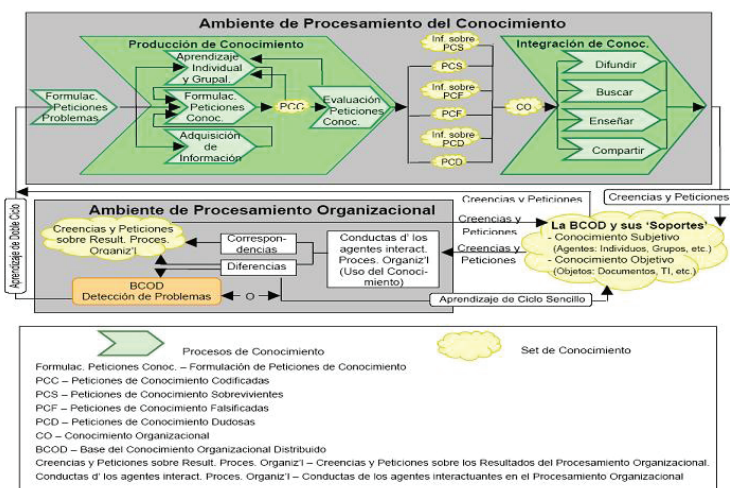 Ambiente de Procesamiento del Conocimiento
Producción de Conocimiento
Formulac.
Peticiones
Problemas
Aprendizaje
Individual
y Grupal.
Formulac.
Peticiones
Conoc.
Adquisición
de
Información
PCC
Evaluación
Peticiones
Conoc.
Inf. sobre
PCS
PCS
Inf. sobre
PCF
PCF
Inf. sobre
PCD
PCD
CO
Integración de Conoc.
Difundir
Buscar
Enseñar
Compartir
Aprendizaje de Doble Ciclo
Ambiente de Procesamiento Organizacional
Creencias y Peticiones
sobre Result. Proces.
Organiz'l
Correspon-
dencias
Diferencias
BCOD
Detección de Problemas
O
Conductas d' los
agentes interact.
Proces. Organiz'l
(Uso del Conoci-
miento)
Creencias y Peticiones
Creencias y
Peticiones
Creencias y
Peticiones
Creencias y Peticiones
La BCOD y sus 'Soportes'
- Conocimiento Subjetivo
(Agentes: Individuos, Grupos, etc.)
- Conocimiento Objetivo
(Objetos: Documentos, TI, etc.)
Aprendizaje de Ciclo Sencillo
Procesos de Conocimiento
Set de Conocimiento
Formulac. Peticiones Conoc. – Formulación de Peticiones de Conocimiento
PCC – Peticiones de Conocimiento Codificadas
PCS – Peticiones de Conocimiento Sobrevivientes
PCF – Peticiones de Conocimiento Falsificadas
PCD – Peticiones de Conocimiento Dudosas
CO – Conocimiento Organizacional
BCOD – Base del Conocimiento Organizacional Distribuido
Creencias y Peticiones sobre Result. Proces. Organiz'l – Creencias y Peticiones sobre los Resultados del Procesamiento Organizacional.
Conductas d' los agentes interact. Proces. Organiz'l – Conductas de los agentes interactuantes en el Procesamiento Organizacional